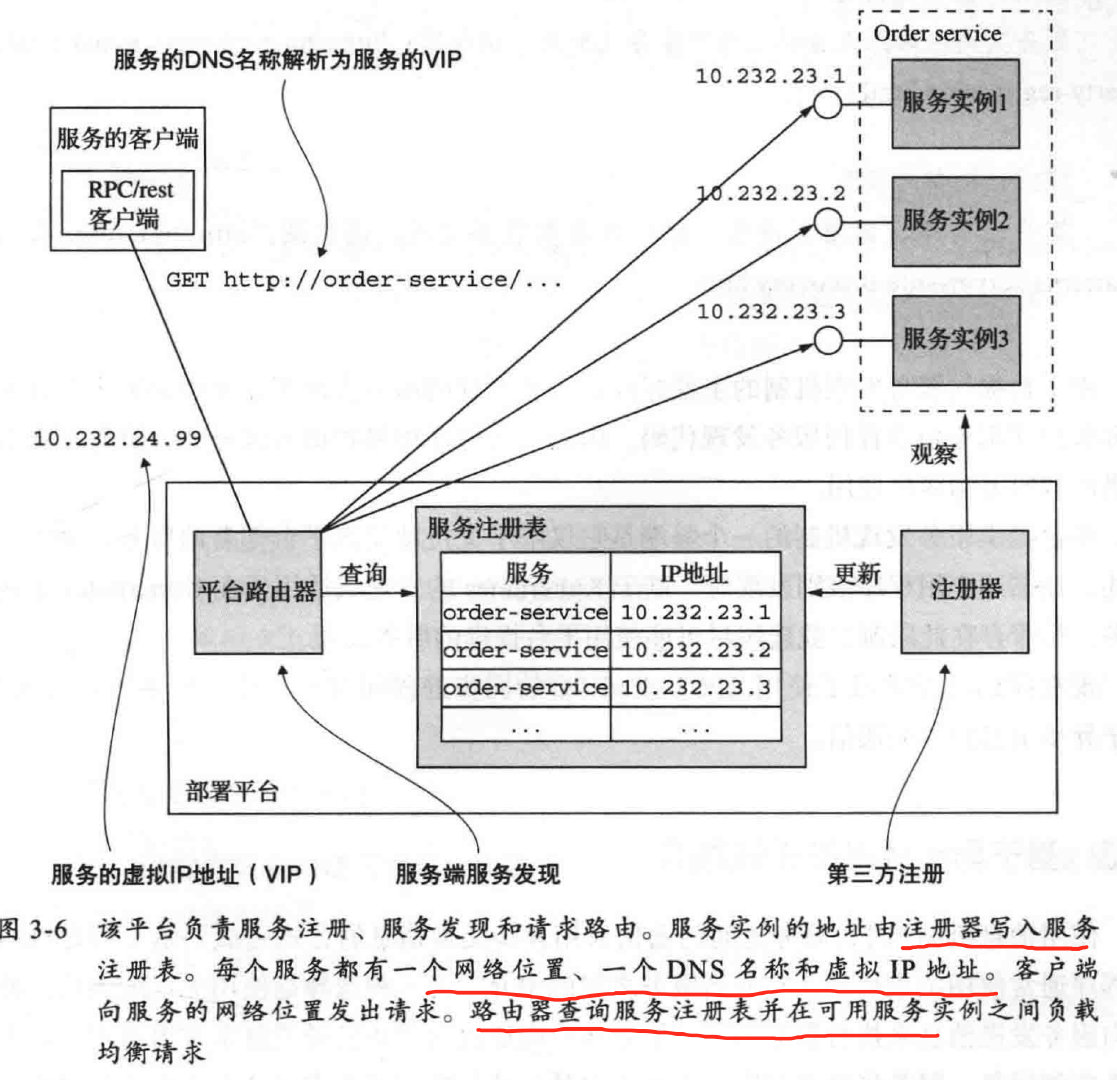 Order service
服务的DNS名称解析为服务的VIP
10.232.23.1
服务实例1
服务的客户端
RPC/rest
客户端
10.232.23.2
服务实例2
GET http://order-service/...
10.232.23.3
服务实例3
10.232.24.99
观察
服务注册表
平台路由器
查询
服务 IP地址
order-service 10.232.23.1
order-service 10.232.23.2
order-service 10.232.23.3
... ...
更新
注册器
部署平台
服务的虚拟IP地址（VIP）
服务端服务发现
第三方注册
图 3-6 该平台负责服务注册、服务发现和请求路由。服务实例的地址由注册器写入服务
注册表。每个服务都有一个网络位置、一个 DNS 名称和虚拟 IP 地址。客户端
向服务的网络位置发出请求。路由器查询服务注册表并在可用服务实例之间负载
均衡请求